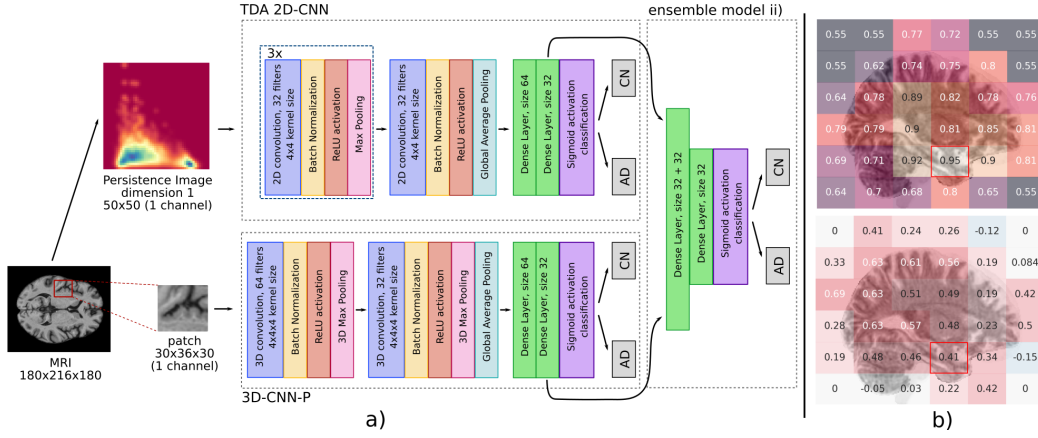 TDA 2D-CNN
ensemble model ii)
3x
2D convolution, 32 filters
4x4 kernel size
Batch Normalization
ReLU activation
Max Pooling
2D convolution, 32 filters
4x4 kernel size
Batch Normalization
ReLU activation
Global Average Pooling
Dense Layer, size 64
Dense Layer, size 32
Sigmoid activation
classification
CN
AD
Persistence Image
dimension 1
50x50 (1 channel)
MRI
180x216x180
patch
30x36x30
(1 channel)
3D convolution, 64 filters
4x4x4 kernel size
Batch Normalization
ReLU activation
3D Max Pooling
3D convolution, 32 filters
4x4x4 kernel size
Batch Normalization
ReLU activation
3D Max Pooling
Global Average Pooling
Dense Layer, size 64
Dense Layer, size 32
Sigmoid activation
classification
CN
AD
3D-CNN-P
Dense Layer, size 32 + 32
Dense Layer, size 32
Sigmoid activation
classification
CN
AD
a)
0.55 0.55 0.77 0.72 0.55 0.55
0.55 0.62 0.74 0.75 0.8 0.55
0.64 0.78 0.89 0.82 0.78 0.76
0.79 0.79 0.9 0.81 0.85 0.81
0.69 0.71 0.92 0.95 0.9 0.81
0.64 0.7 0.68 0.8 0.65 0.55
0 0.41 0.24 0.26 -0.12 0
0.33 0.63 0.61 0.56 0.19 0.084
0.69 0.63 0.51 0.49 0.19 0.42
0.28 0.63 0.57 0.48 0.23 0.5
0.19 0.48 0.46 0.41 0.34 -0.15
0 -0.05 0.03 0.22 0.42 0
b)